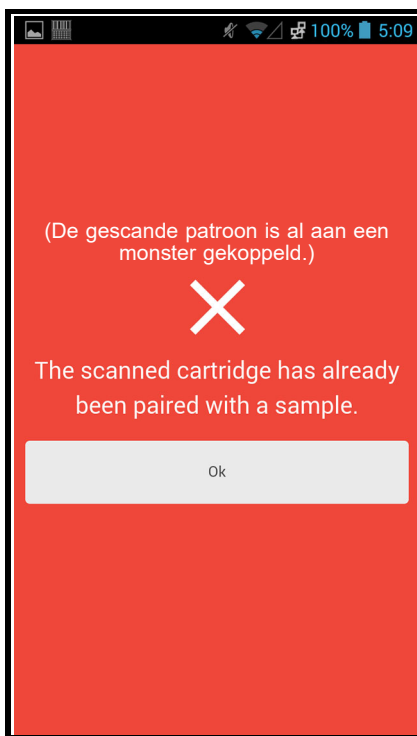 100% 5:09
(De gescande patroon is al aan een
monster gekoppeld.)
The scanned cartridge has already
been paired with a sample.
Ok